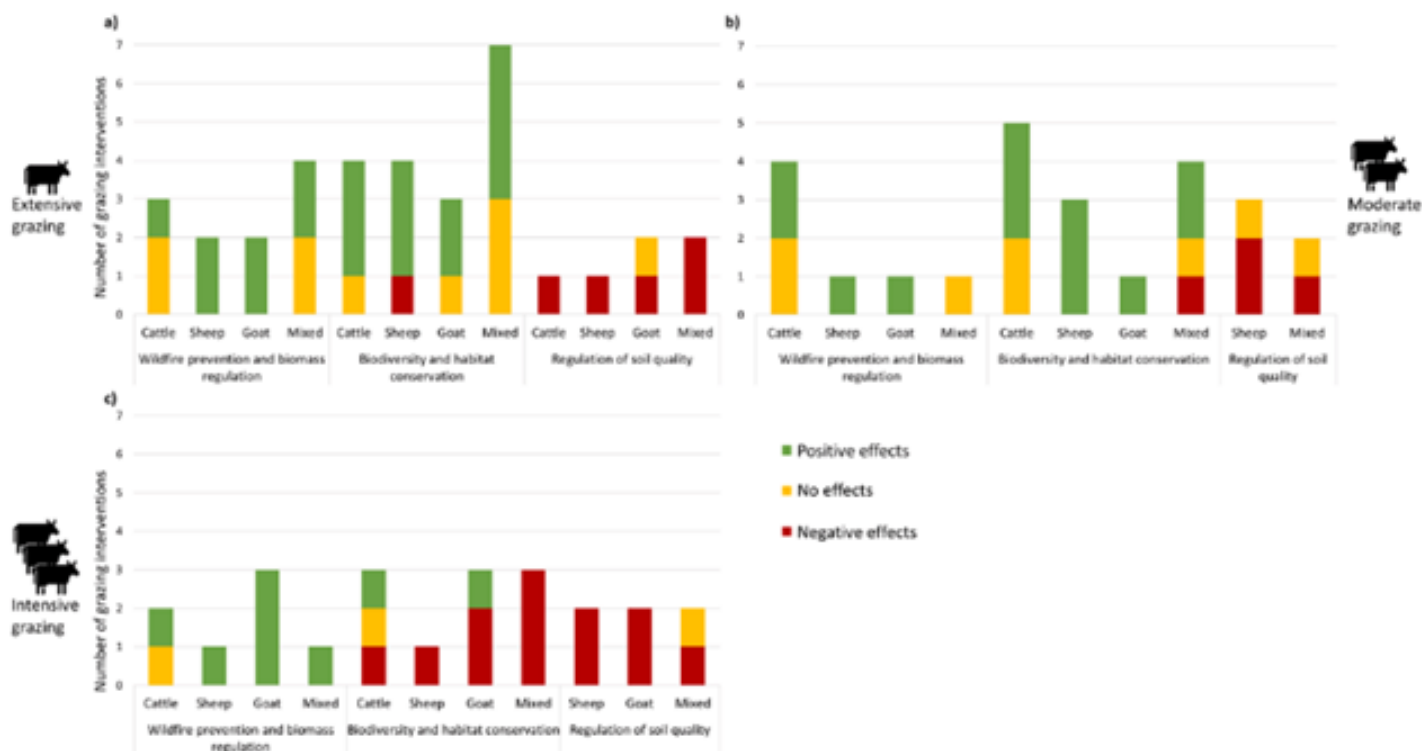 a)
Number of grazing interventions
7
6
5
4
3
2
1
0
Extensive
grazing
Cattle Sheep Goat Mixed Cattle Sheep Goat Mixed Cattle Sheep Goat Mixed
Wildfire prevention and biomass
regulation
Biodiversity and habitat
conservation
Regulation of soil quality
b)
7
6
5
4
3
2
1
0
Moderate
grazing
Cattle Sheep Goat Mixed Cattle Sheep Goat Mixed Sheep Mixed
Wildfire prevention and biomass
regulation
Biodiversity and habitat conservation
Regulation of soil
quality
c)
Number of grazing interventions
7
6
5
4
3
2
1
0
Intensive
grazing
Cattle Sheep Goat Mixed Cattle Sheep Goat Mixed Sheep Goat Mixed
Wildfire prevention and biomass
regulation
Biodiversity and habitat conservation
Regulation of soil quality
Positive effects
No effects
Negative effects